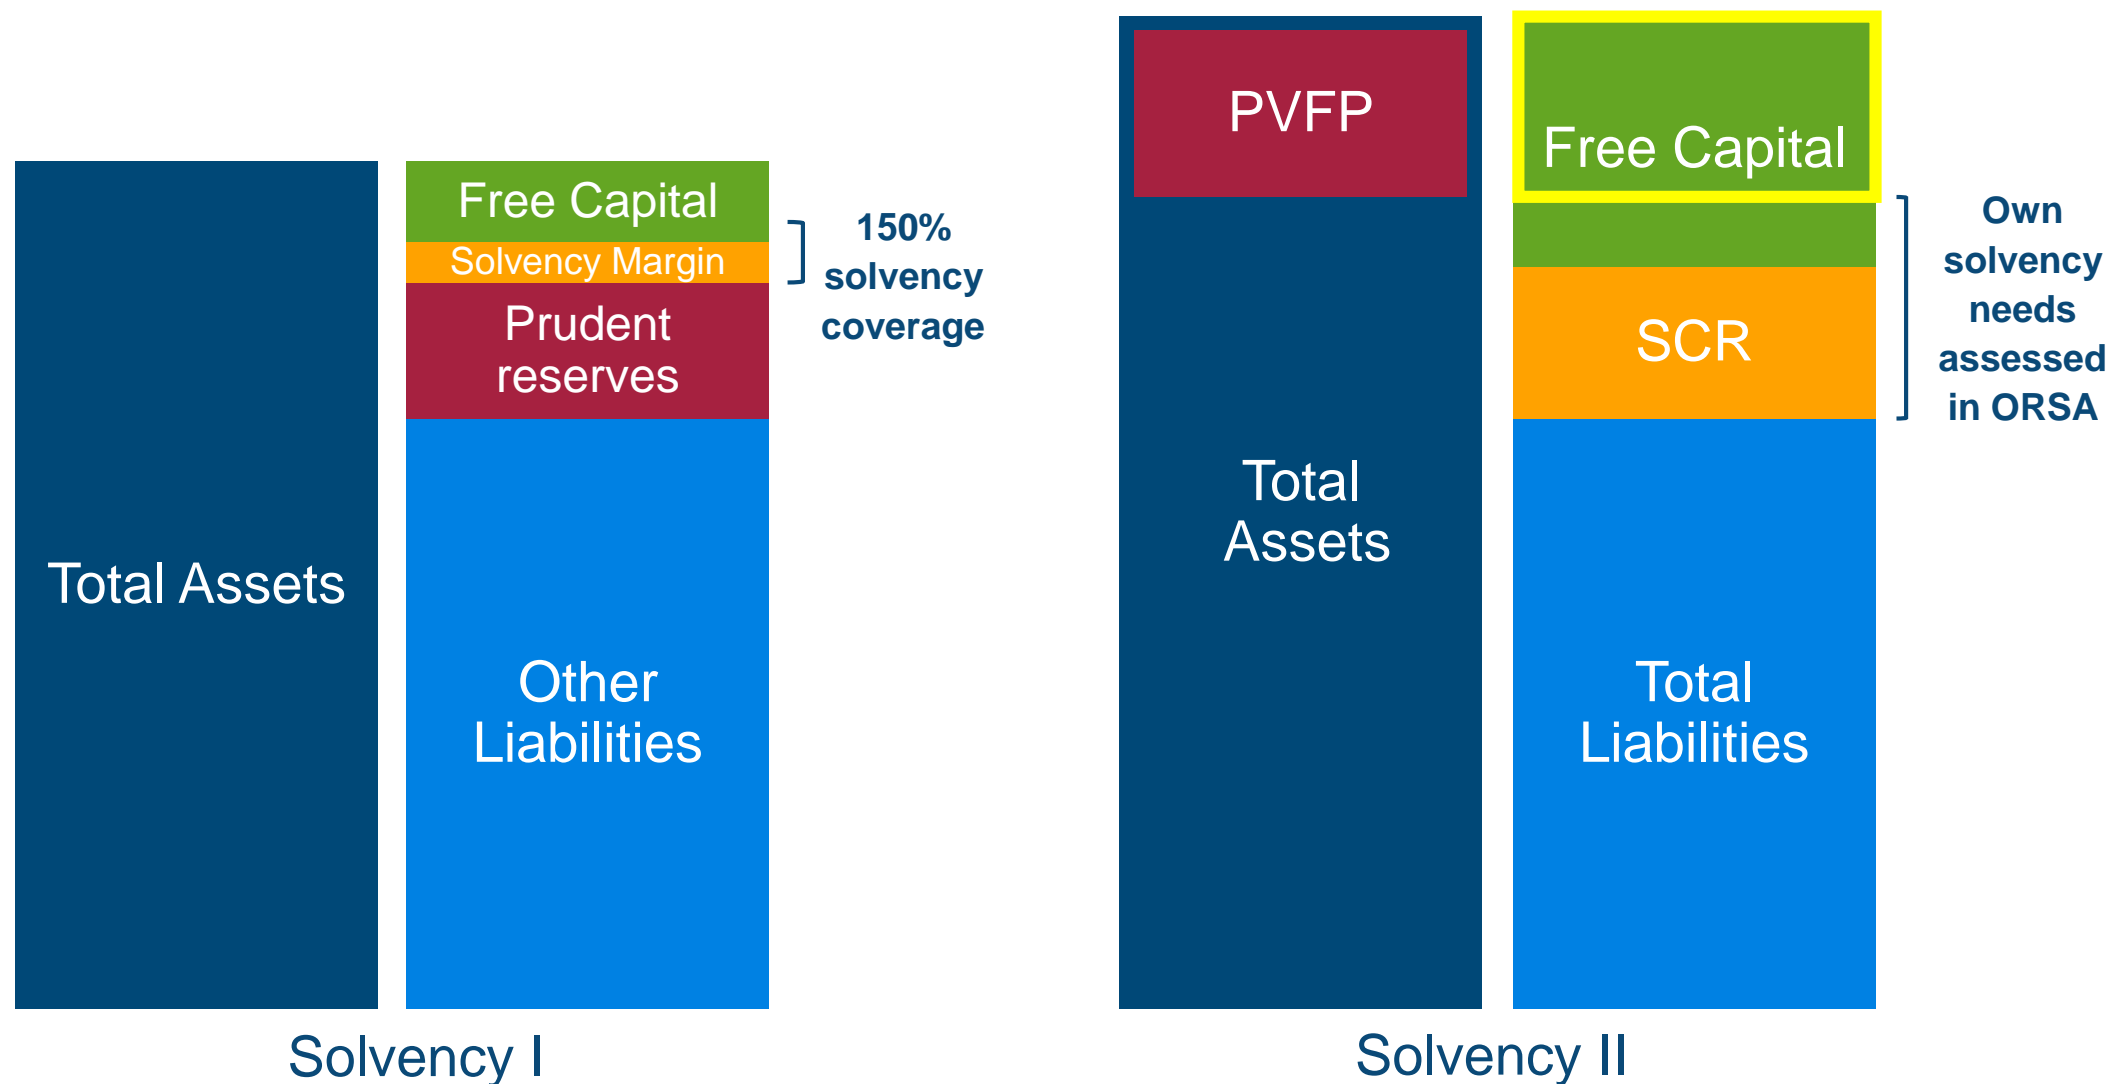 Total Assets
Free Capital
Solvency Margin
Prudent
reserves
Other
Liabilities
150%
solvency
coverage
Solvency I
PVFP
Total
Assets
Free Capital
SCR
Total
Liabilities
Own
solvency
needs
assessed
in ORSA
Solvency II